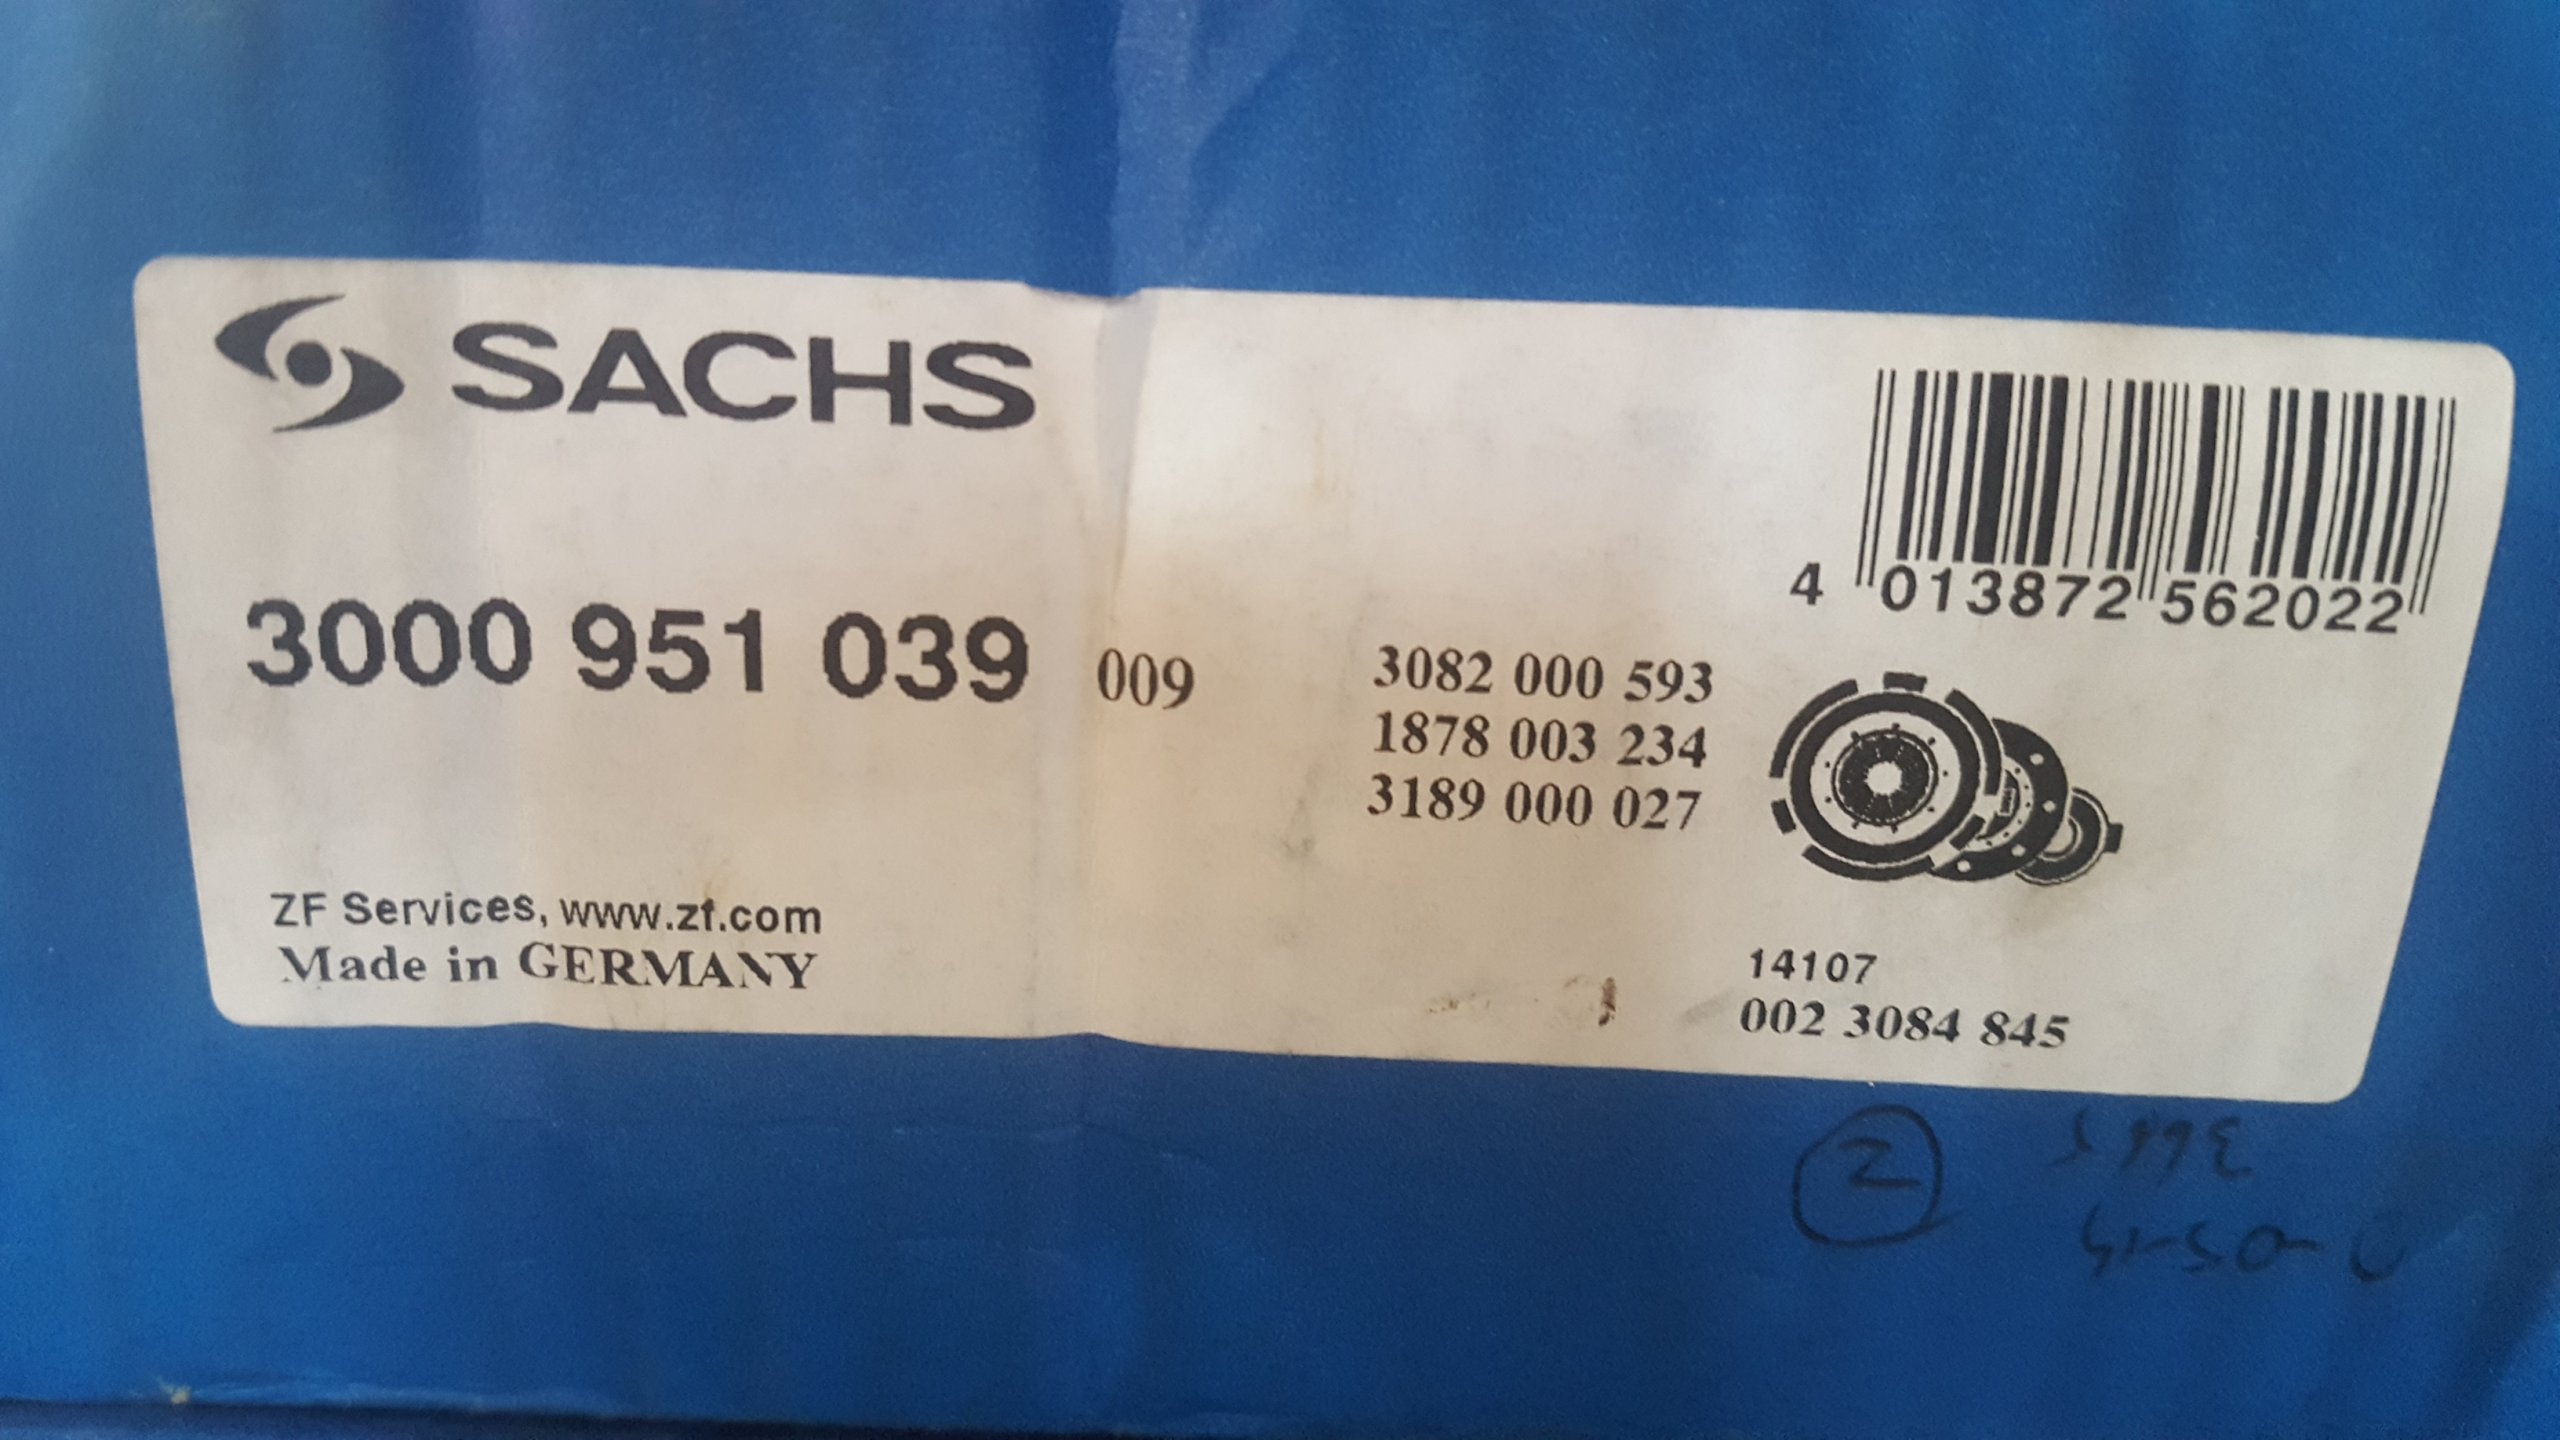 SACHS
4 013872 562022
3000 951 039 009
3082 000 593
1878 003 234
3189 000 027
ZF Services, www.zf.com
Made in GERMANY
14107
002 3084 845
2